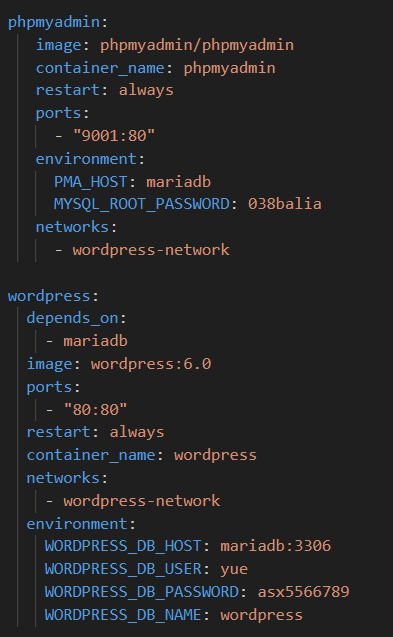 phpmyadmin:
image: phpmyadmin/phpmyadmin
container_name: phpmyadmin
restart: always
ports:
- "9001:80"
environment:
PMA_HOST: mariadb
MYSQL_ROOT_PASSWORD: 038balia
networks:
- wordpress-network
wordpress:
depends_on:
- mariadb
image: wordpress:6.0
ports:
- "80:80"
restart: always
container_name: wordpress
networks:
- wordpress-network
environment:
WORDPRESS_DB_HOST: mariadb:3306
WORDPRESS_DB_USER: yue
WORDPRESS_DB_PASSWORD: asx5566789
WORDPRESS_DB_NAME: wordpress